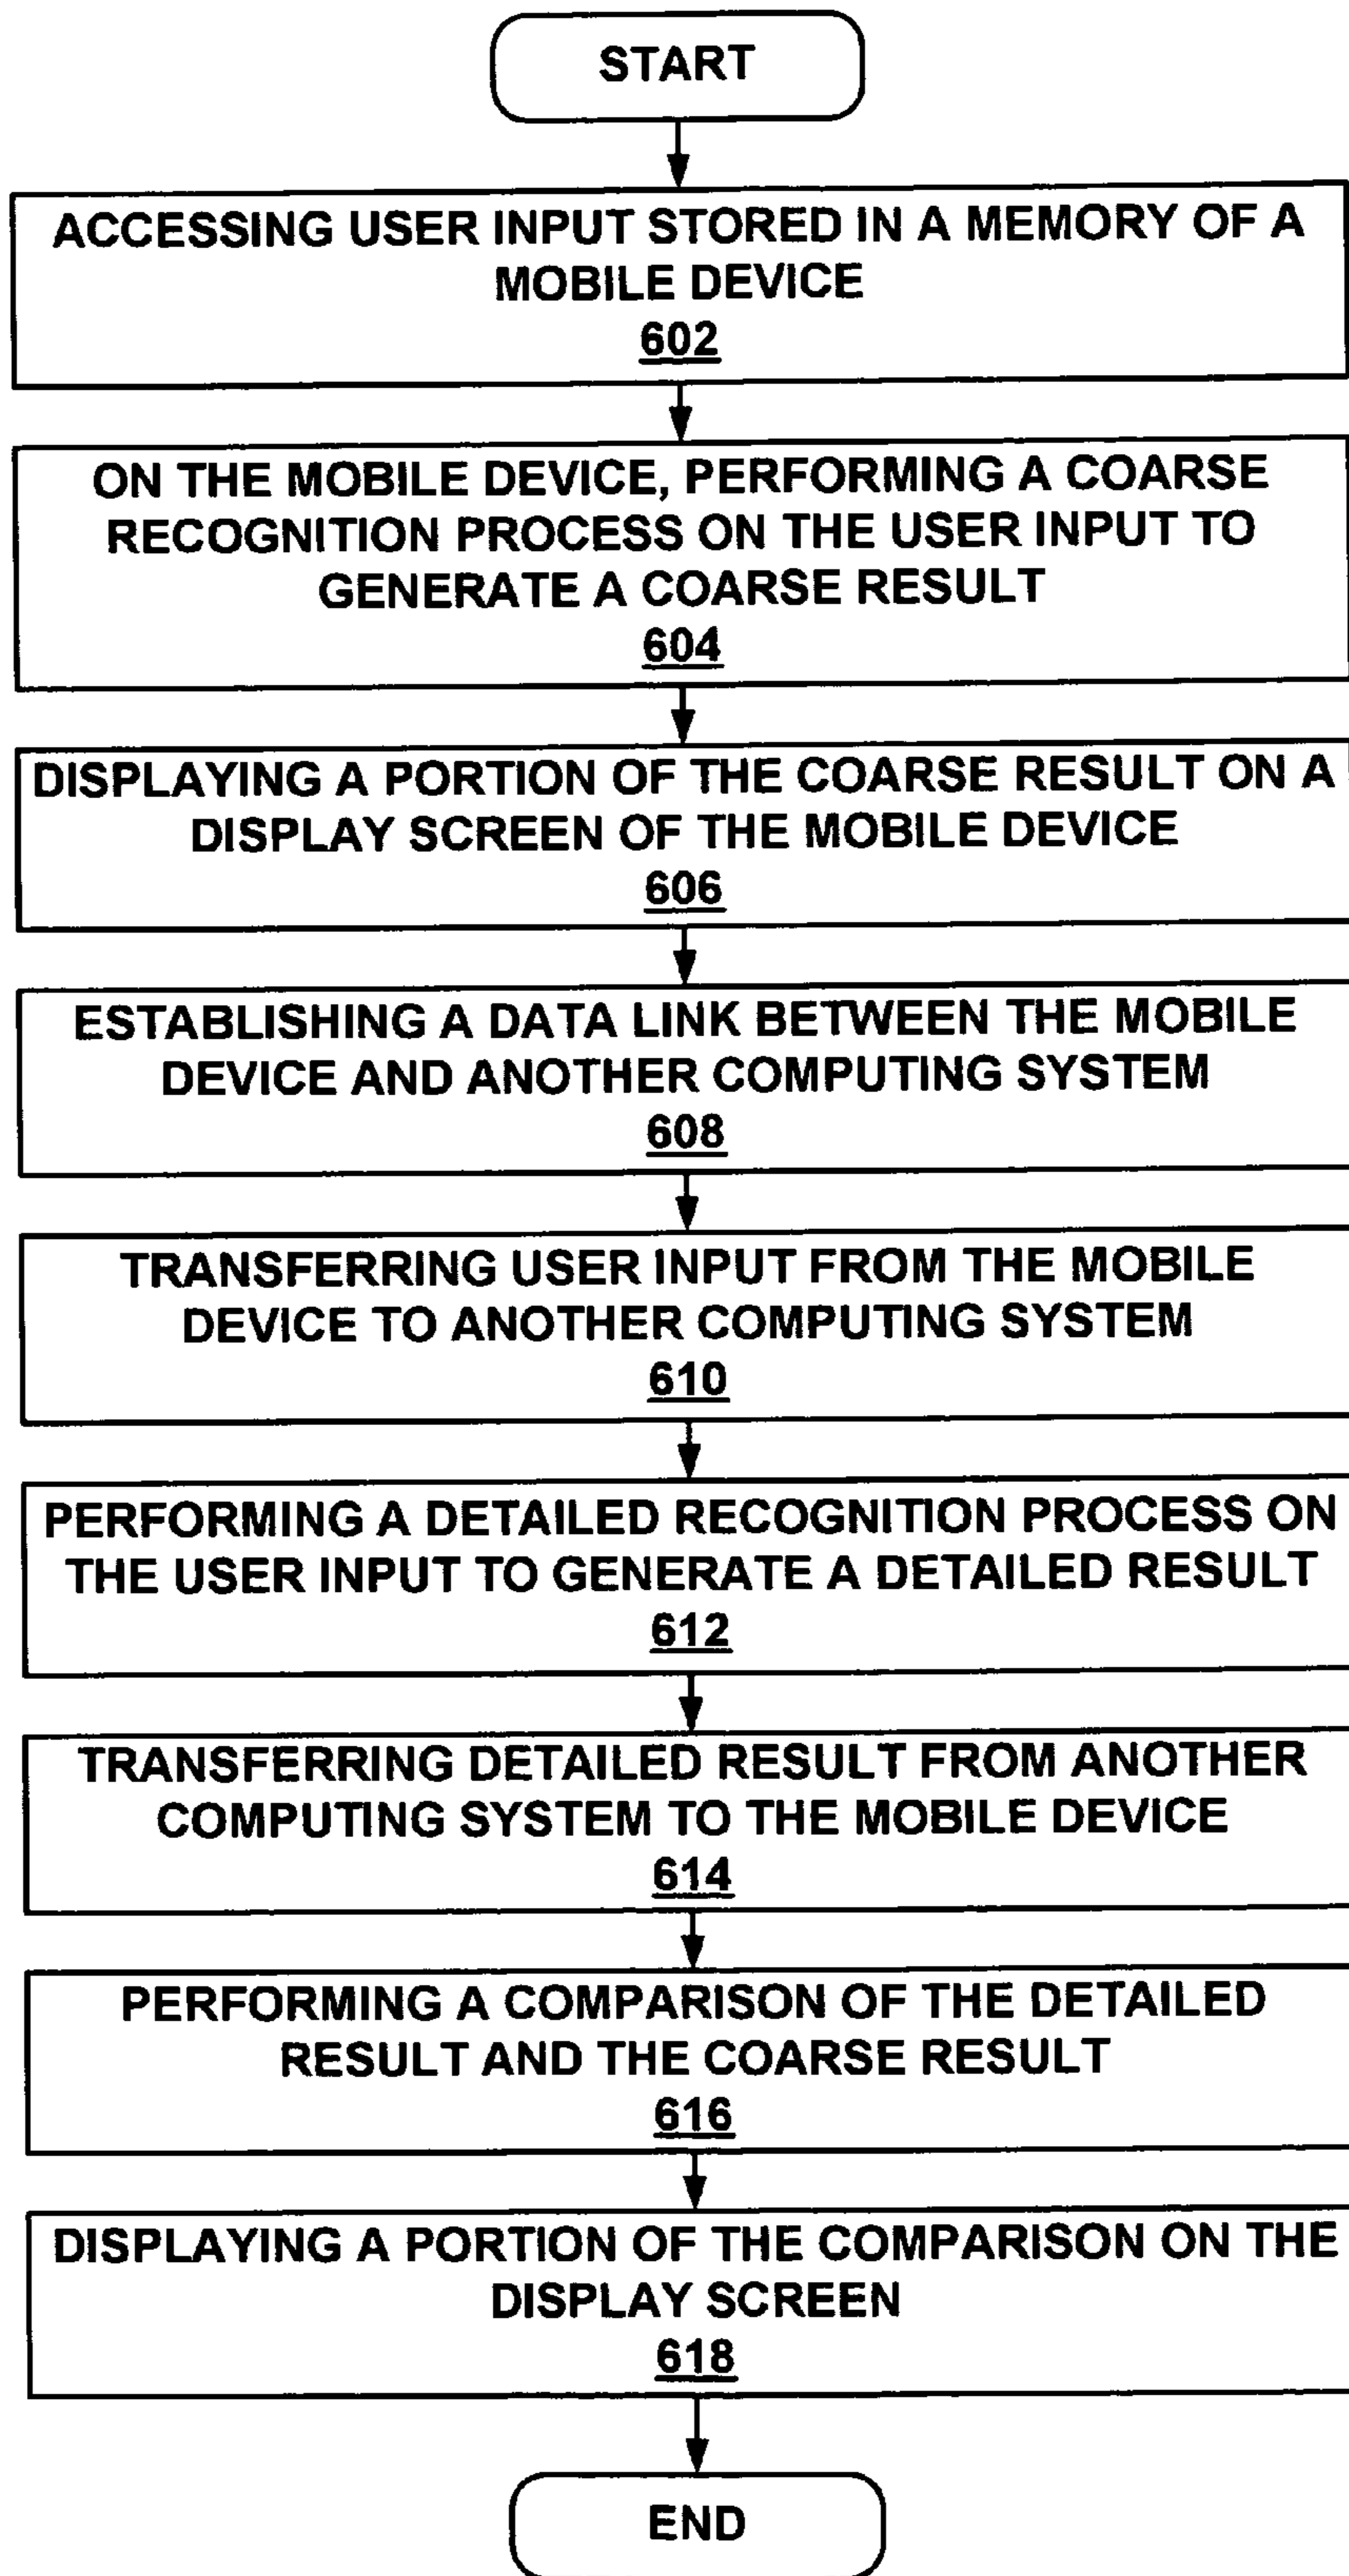 START
ACCESSING USER INPUT STORED IN A MEMORY OF A
MOBILE DEVICE
602
ON THE MOBILE DEVICE, PERFORMING A COARSE
RECOGNITION PROCESS ON THE USER INPUT TO
GENERATE A COARSE RESULT
604
DISPLAYING A PORTION OF THE COARSE RESULT ON A
DISPLAY SCREEN OF THE MOBILE DEVICE
606
ESTABLISHING A DATA LINK BETWEEN THE MOBILE
DEVICE AND ANOTHER COMPUTING SYSTEM
608
TRANSFERRING USER INPUT FROM THE MOBILE
DEVICE TO ANOTHER COMPUTING SYSTEM
610
PERFORMING A DETAILED RECOGNITION PROCESS ON
THE USER INPUT TO GENERATE A DETAILED RESULT
612
TRANSFERRING DETAILED RESULT FROM ANOTHER
COMPUTING SYSTEM TO THE MOBILE DEVICE
614
PERFORMING A COMPARISON OF THE DETAILED
RESULT AND THE COARSE RESULT
616
DISPLAYING A PORTION OF THE COMPARISON ON THE
DISPLAY SCREEN
618
END